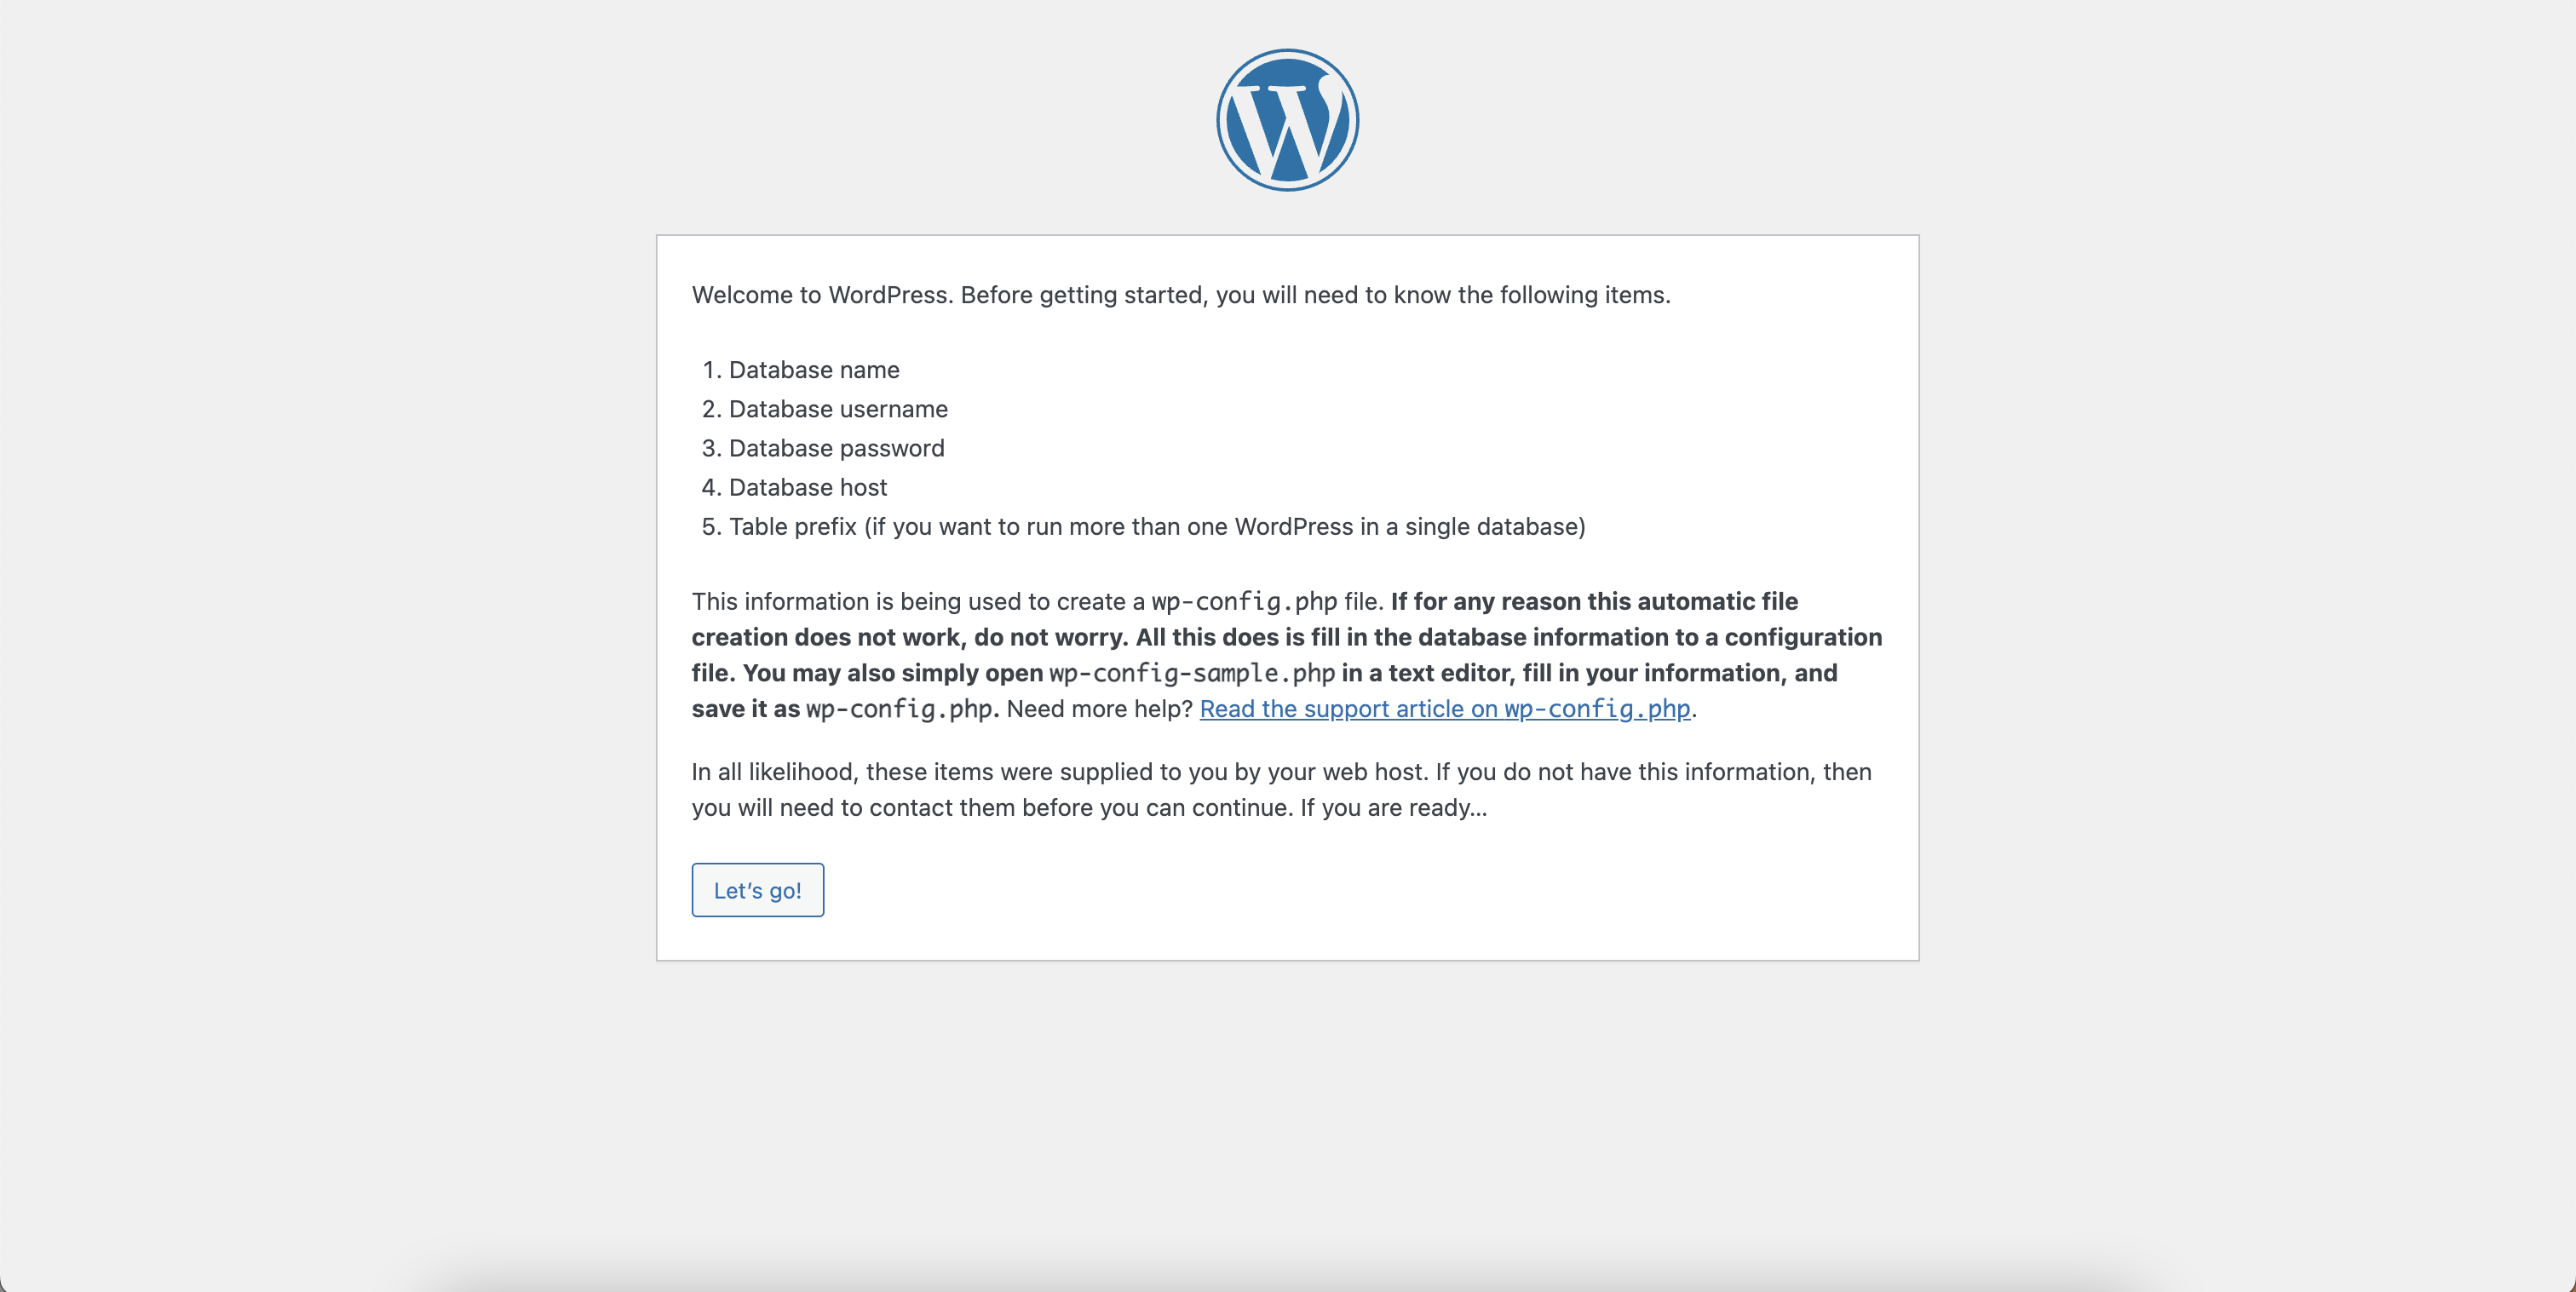 Welcome to WordPress. Before getting started, you will need to know the following items.
1. Database name
2. Database username
3. Database password
4. Database host
5. Table prefix (if you want to run more than one WordPress in a single database)
This information is being used to create a wp-config.php file. If for any reason this automatic file
creation does not work, do not worry. All this does is fill in the database information to a configuration
file. You may also simply open wp-config-sample.php in a text editor, fill in your information, and
save it as wp-config.php. Need more help? Read the support article on wp-config.php.
In all likelihood, these items were supplied to you by your web host. If you do not have this information, then
you will need to contact them before you can continue. If you are ready…
Let’s go!